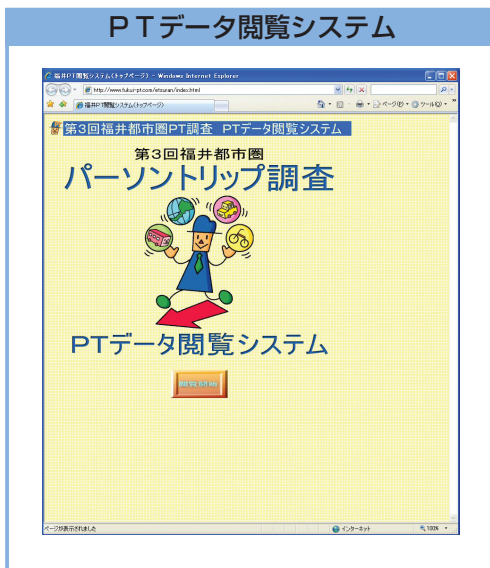 ＰＴデータ閲覧システム
福井PT閲覧システム(トップページ) - Windows Internet Explorer
http://www.fukui-pt.com/etsuran/index.html
福井PT閲覧システム(トップページ)
ページ(P)
ツール(O)
第3回福井都市圏PT調査 PTデータ閲覧システム
第3回福井都市圏
パーソントリップ調査
PTデータ閲覧システム
ページが表示されました
インターネット
100%